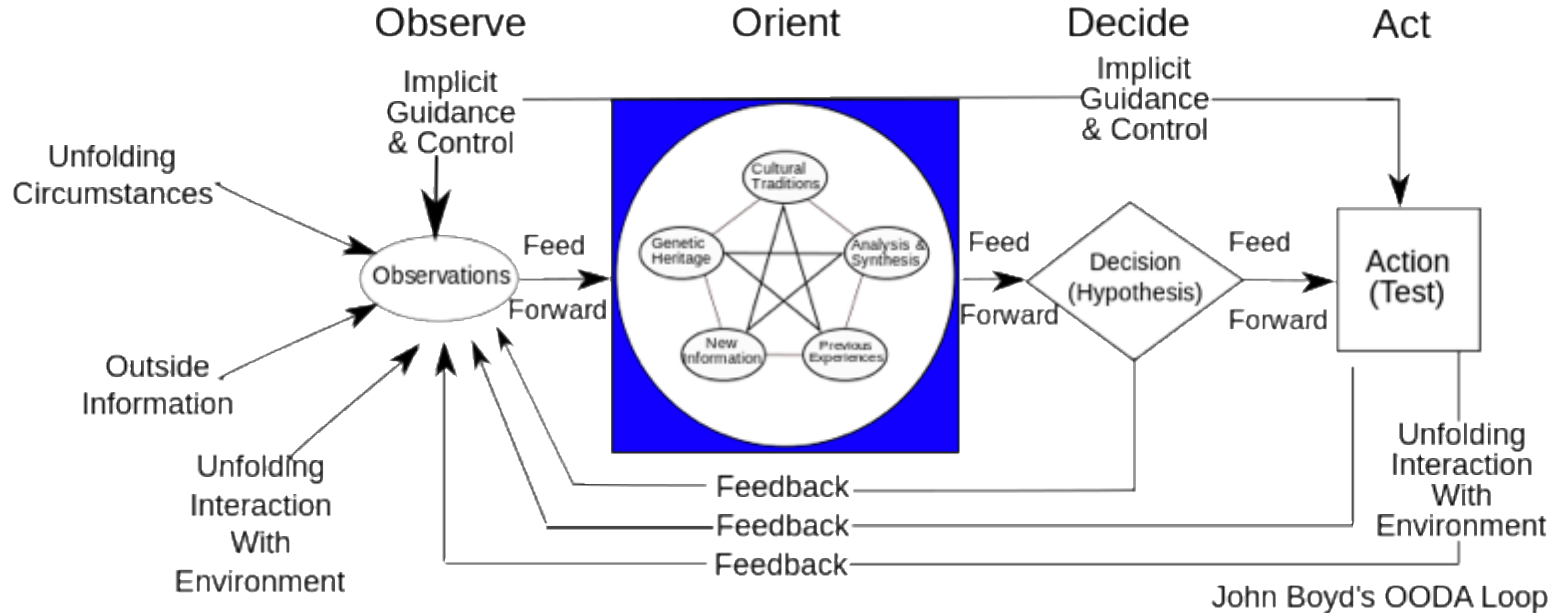 Observe
Orient
Decide
Act
Implicit
Guidance
& Control
Implicit
Guidance
& Control
Unfolding
Circumstances
Observations
Outside
Information
Unfolding
Interaction
With
Environment
Feed
Forward
Cultural
Traditions
Genetic
Heritage
Analysis &
Synthesis
New
Information
Previous
Experiences
Feed
Forward
Decision
(Hypothesis)
Feed
Forward
Action
(Test)
Unfolding
Interaction
With
Environment
Feedback
Feedback
Feedback
John Boyd's OODA Loop